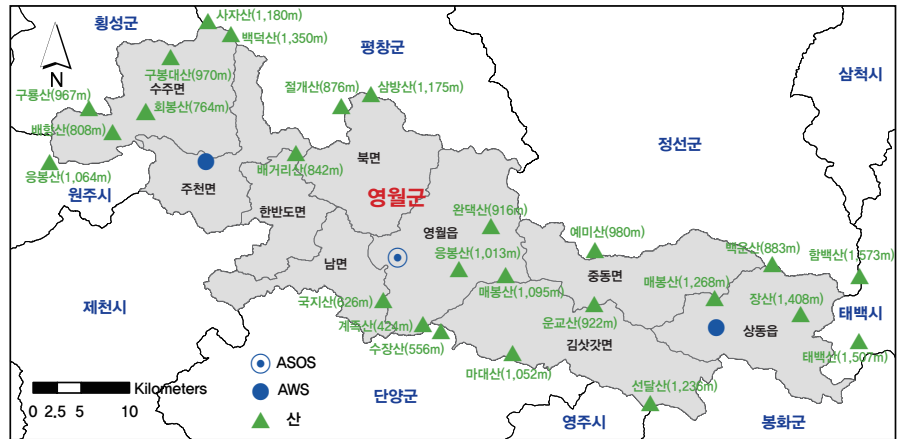 사자산(1,180m)
횡성군
백덕산(1,350m)
평창군
N
구봉대산(970m)
수주면
삼척시
절개산(876m)
삼방산(1,175m)
구룡산(967m)
회봉산(764m)
배향산(808m)
정선군
북면
배거리산(842m)
응봉산(1,064m)
주천면
원주시
영월군
한반도면
완택산(916m)
영월읍
예미산(980m)
백운산(883m)
함백산(1,573m)
응봉산(1,013m)
남면
중동면
매봉산(1,268m)
매봉산(1,095m)
국지산(626m)
장산(1,408m)
제천시
태백시
운교산(922m)
계족산(424m)
상동읍
김삿갓면
수장산(556m)
태백산(1,507m)
ASOS
마대산(1,052m)
Kilometers
AWS
단양군
선달산(1,236m)
0 2.5 5 10
산
영주시
봉화군